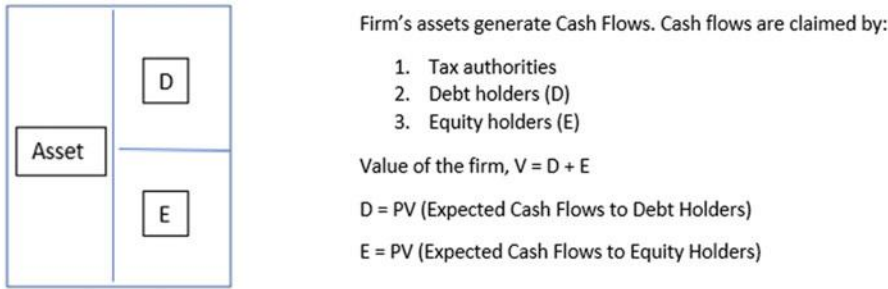 D
Asset
E
Firm's assets generate Cash Flows. Cash flows are claimed by:
1. Tax authorities
2. Debt holders (D)
3. Equity holders (E)
Value of the firm, V = D + E
D = PV (Expected Cash Flows to Debt Holders)
E = PV (Expected Cash Flows to Equity Holders)